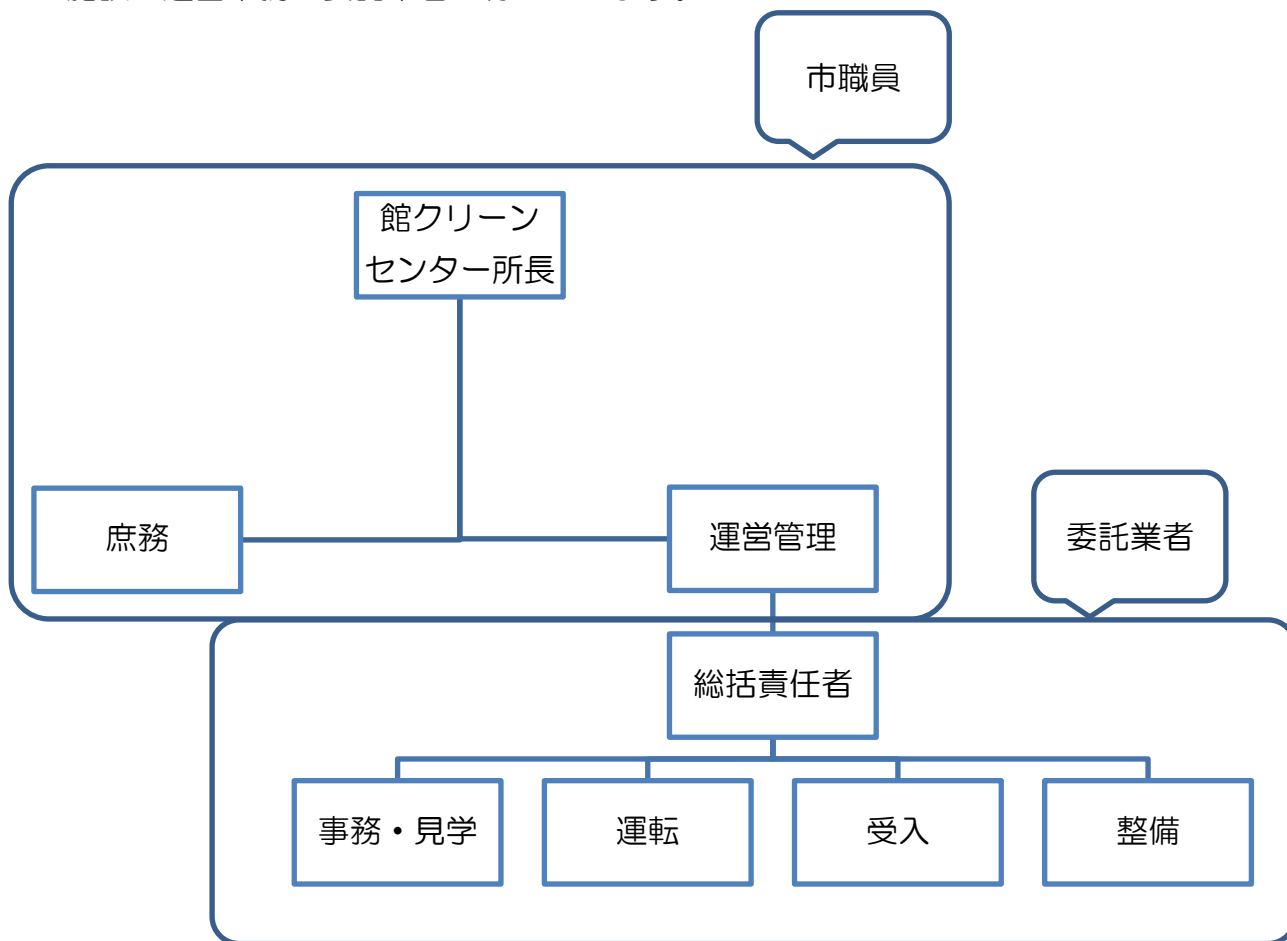 市職員
館クリーン
センター所長
庶務
運営管理
委託業者
総括責任者
事務・見学
運転
受入
整備